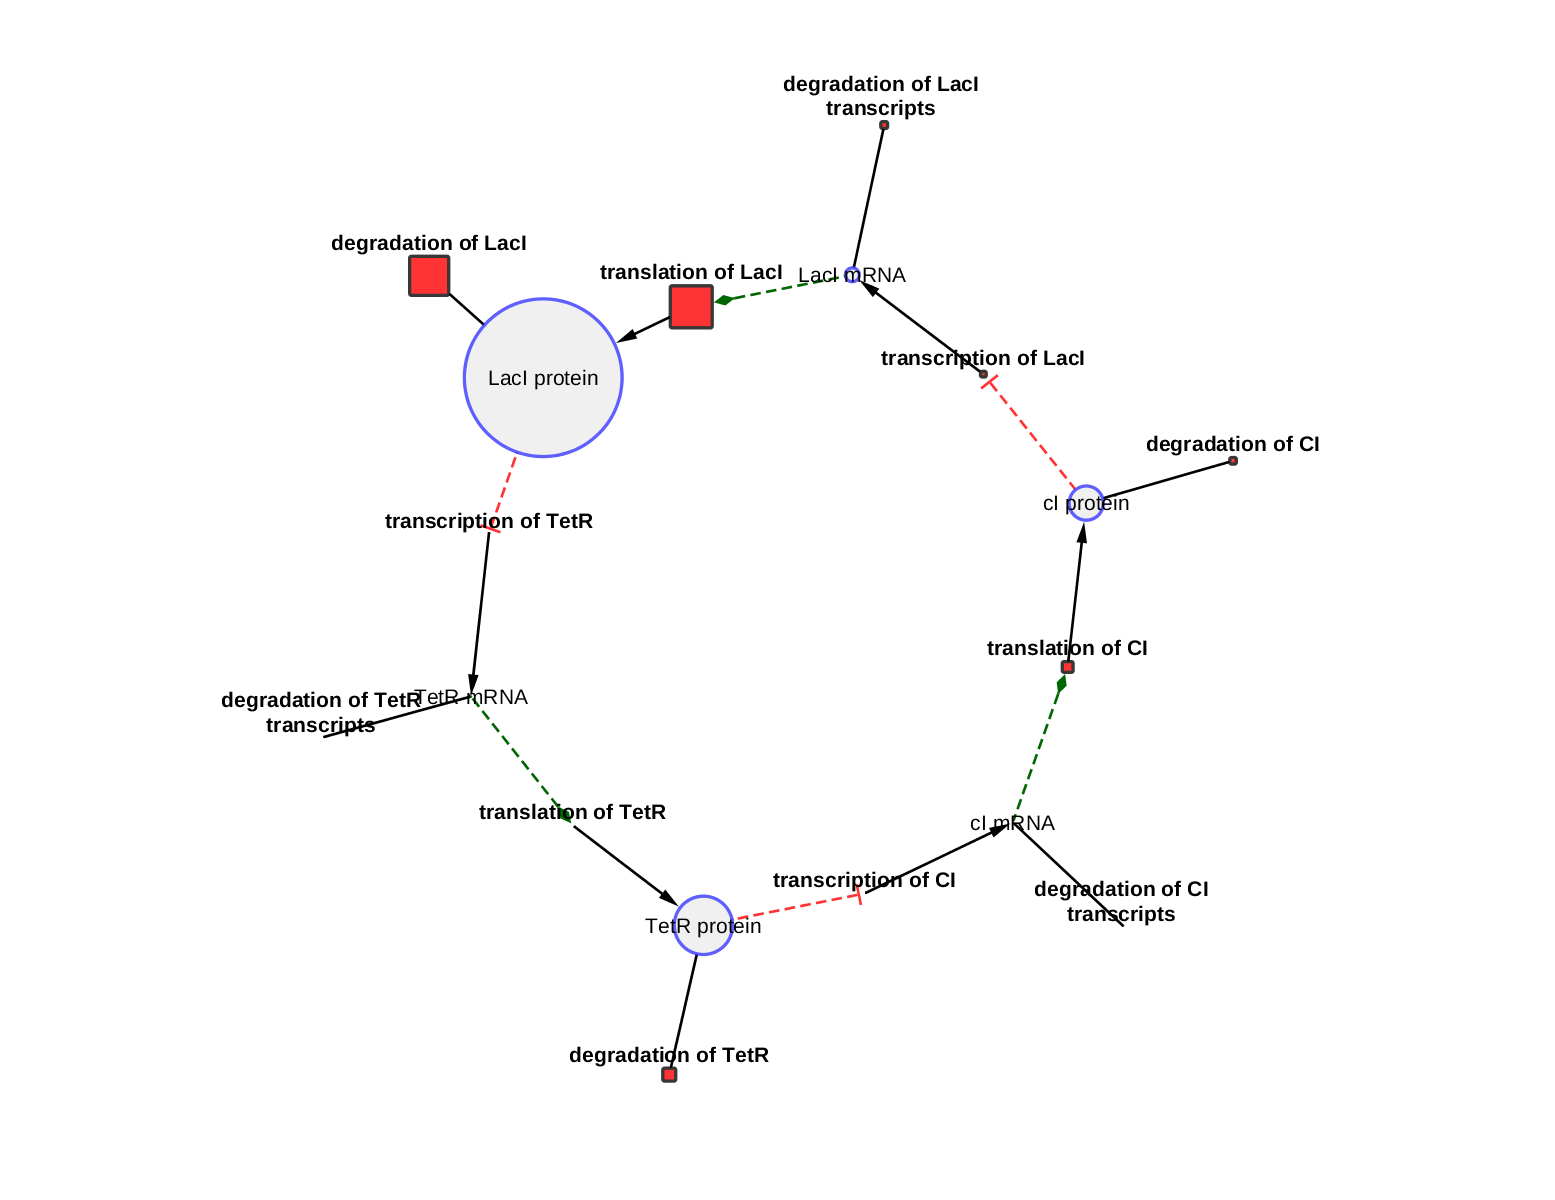 degradation of LacI
transcripts
degradation of LacI
translation of LacI
LacI mRNA
transcription of LacI
LacI protein
degradation of CI
cI protein
transcription of TetR
translation of CI
degradation of TetR
transcripts
TetR mRNA
translation of TetR
cI mRNA
transcription of CI
degradation of CI
transcripts
TetR protein
degradation of TetR